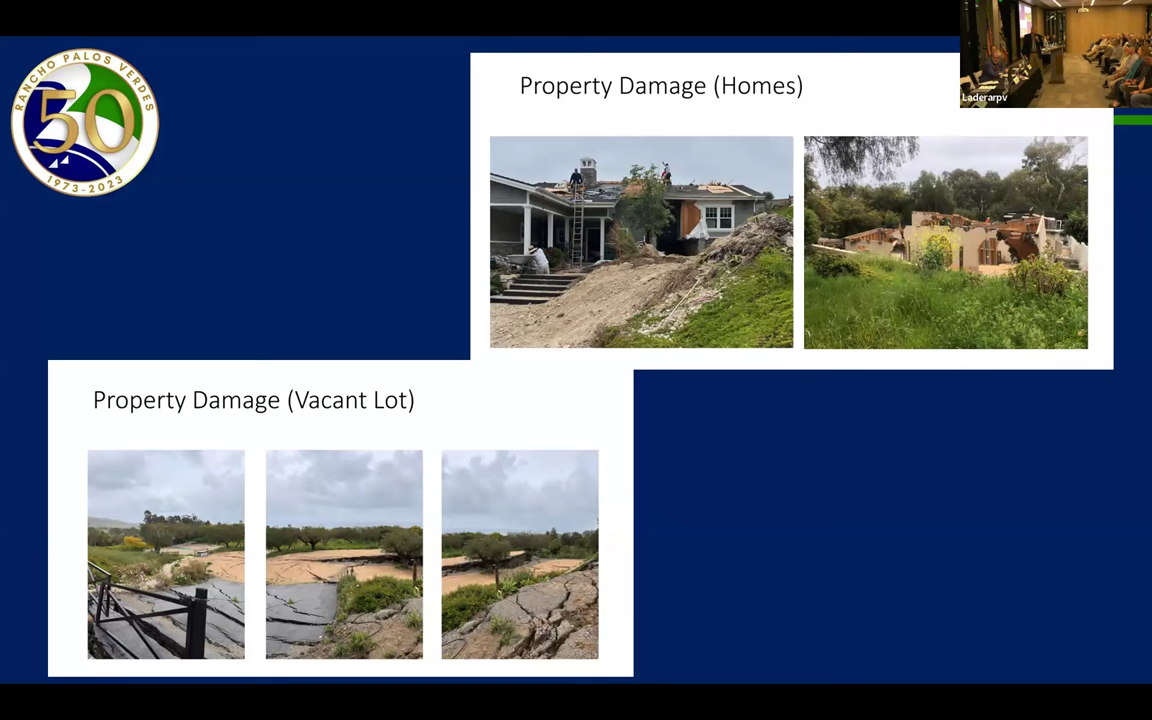 RANCHO PALOS VERDES
50
1973-2023
Property Damage (Homes)
Laderarpv
Property Damage (Vacant Lot)